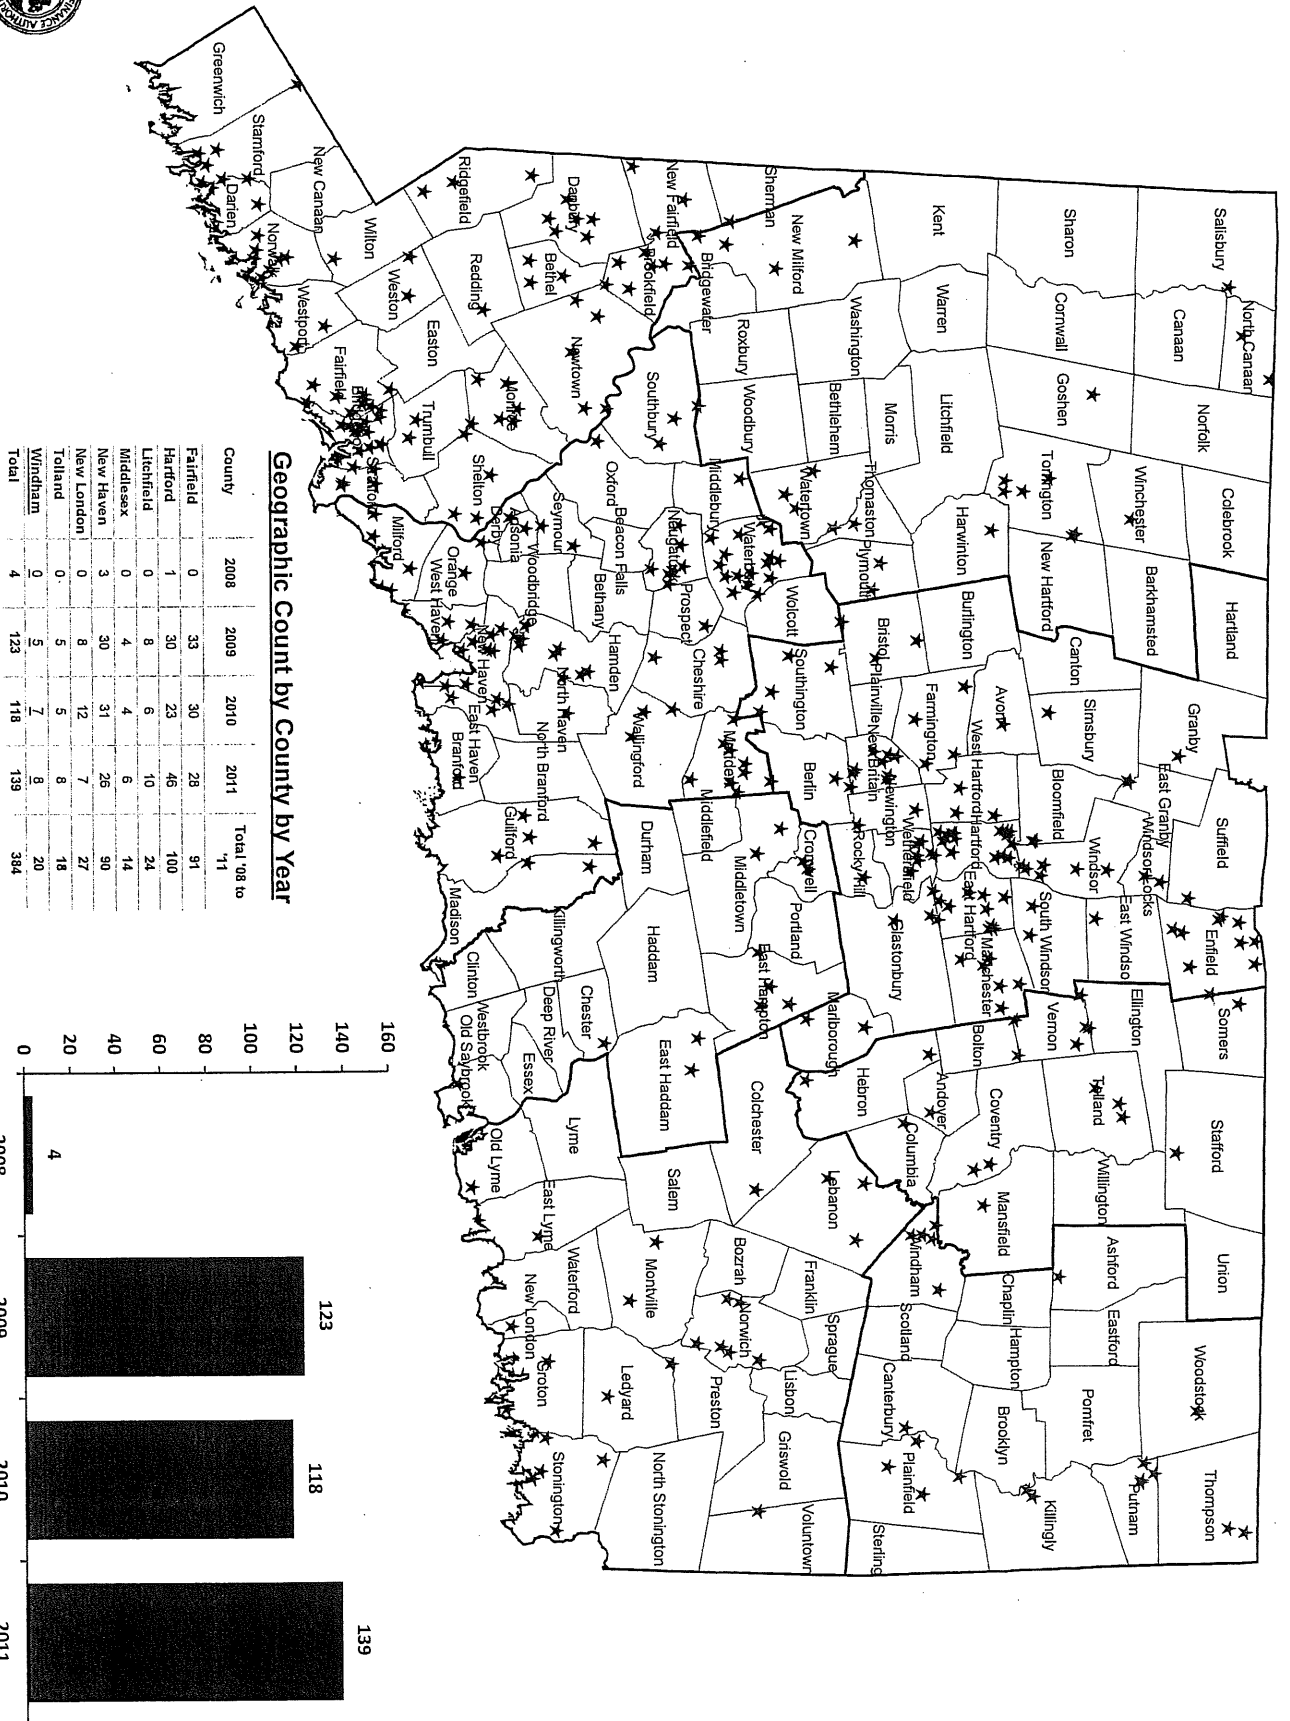 Hartland
Suffield
Enfield
Somers
Stafford
Union
Woodstock
Thompson
Salisbury
North Canaan
Canaan
Norfolk
Colebrook
Winchester
Barkhamsted
Granby
East Granby
Windsor Locks
East Windso
Ellington
Willington
Ashford
Eastford
Pomfret
Putnam
Killingly
Sharon
Cornwall
Goshen
Torrington
New Hartford
Canton
Simsbury
Bloomfield
Windsor
South Windsor
Vernon
Tolland
Kent
Warren
Litchfield
Harwinton
Burlington
Avon
West Hartford
Hartford
East Hartford
Manchester
Bolton
Coventry
Andover
Columbia
Mansfield
Chaplin
Hampton
Brooklyn
Sherman
New Milford
Washington
Morris
Bethlehem
Thomaston
Plymouth
Bristol
Plainville
Farmington
New Britain
Newington
Wethersfield
Rocky Hill
Glastonbury
Marlborough
Hebron
Lebanon
Windham
Scotland
Canterbury
Plainfield
Sterling
New Fairfield
Bridgewater
Roxbury
Woodbury
Watertown
Wolcott
Southington
Berlin
Cromwell
Portland
East Hampton
Colchester
Bozrah
Franklin
Sprague
Norwich
Lisbon
Preston
Griswold
Voluntown
Danbury
Bethel
Brookfield
Newtown
Southbury
Middlebury
Waterbury
Naugatuck
Prospect
Cheshire
Meriden
Middlefield
Middletown
Durham
Haddam
East Haddam
Salem
Montville
Ledyard
North Stonington
Ridgefield
Redding
Monroe
Oxford
Beacon Falls
Bethany
Seymour
Ansonia
Derby
Woodbridge
Hamden
North Haven
Wallingford
North Branford
Guilford
Madison
Killingworth
Clinton
Chester
Deep River
Essex
Westbrook
Old Saybrook
Lyme
Old Lyme
East Lyme
Waterford
New London
Groton
Stonington
Greenwich
Stamford
New Canaan
Darien
Wilton
Norwalk
Weston
Westport
Easton
Fairfield
Trumbull
Bridgeport
Stratford
Shelton
Milford
Orange
West Haven
New Haven
East Haven
Branford
Geographic Count by County by Year
County 2008 2009 2010 2011 Total '08 to '11
Fairfield 0 33 30 28 91
Hartford 1 30 23 46 100
Litchfield 0 8 6 10 24
Middlesex 0 4 4 6 14
New Haven 3 30 31 26 90
New London 0 8 12 7 27
Tolland 0 5 5 8 18
Windham 0 5 7 8 20
Total 4 123 118 139 384
160
140
120
100
80
60
40
20
0
4
123
118
139
2008
2009
2010
2011